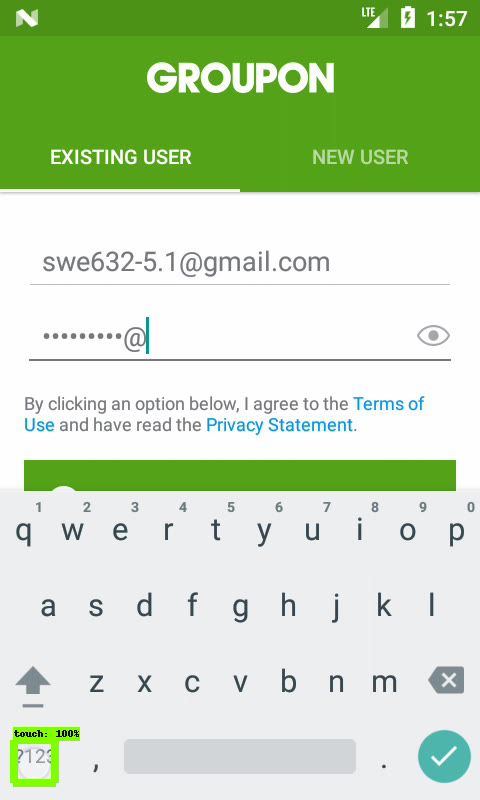 LTE 1:57
GROUPON
EXISTING USER NEW USER
swe632-5.1@gmail.com
•••••••••@
By clicking an option below, I agree to the Terms of
Use and have read the Privacy Statement.
1 2 3 4 5 6 7 8 9 0
q w e r t y u i o p
a s d f g h j k l
z x c v b n m
touch: 100%
?123 , .